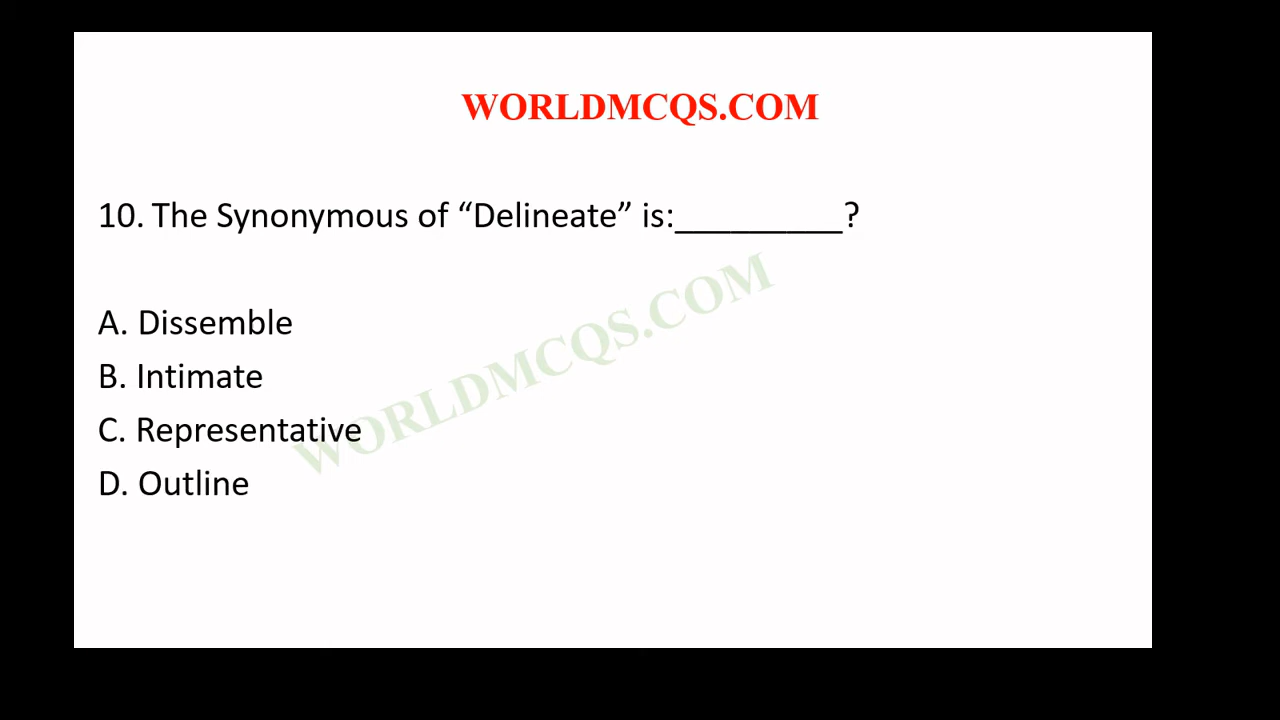 WORLDMCQS.COM
10. The Synonymous of “Delineate” is:_________?
WORLDMCQS.COM
A. Dissemble
B. Intimate
C. Representative
D. Outline